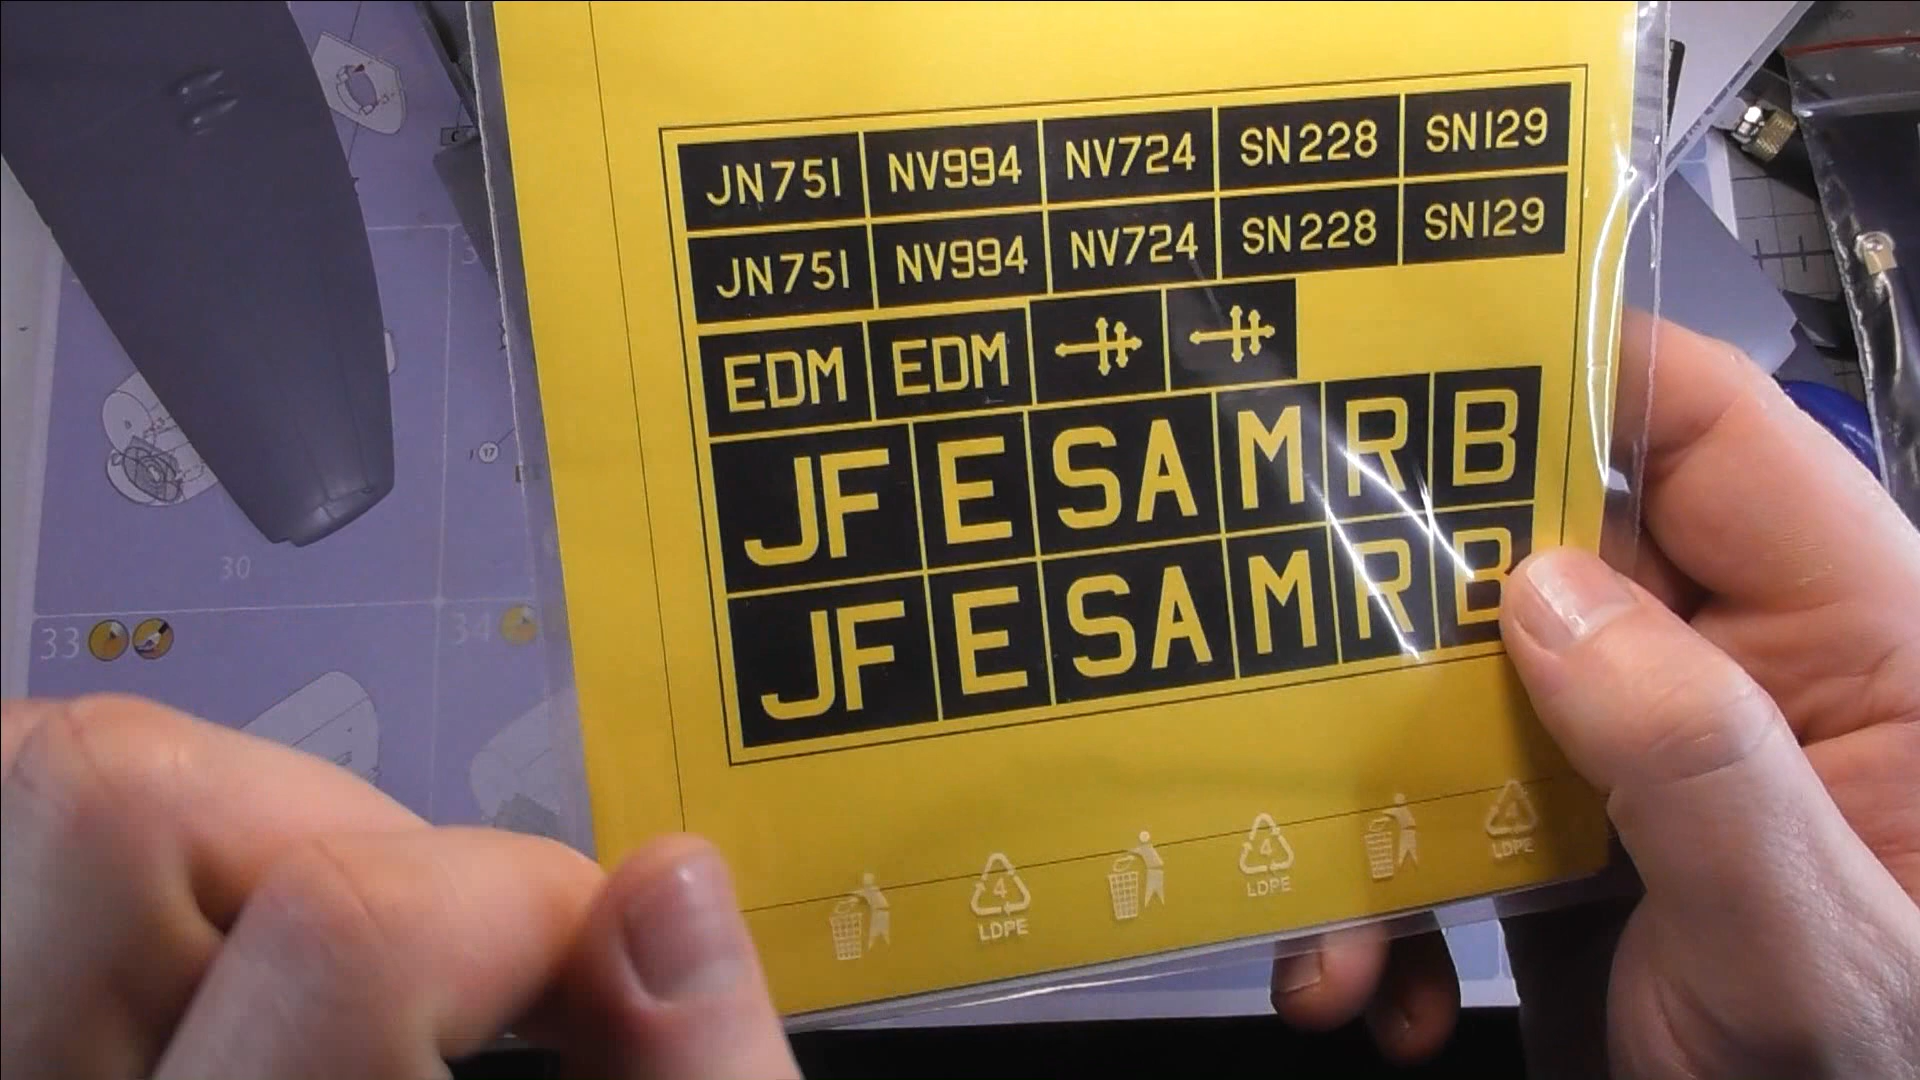 JN751 NV994 NV724 SN228 SN129
JN751 NV994 NV724 SN228 SN129
EDM EDM
JF E SA M R B
JF E SA M R B
4 4 4
LDPE LDPE LDPE
30
33
34
17
C